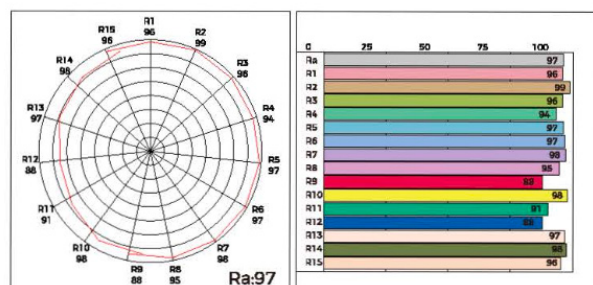 R1
96
R2
99
R3
96
R4
94
R5
97
R6
97
R7
98
R8
95
R9
88
R10
98
R11
91
R12
88
R13
97
R14
98
R15
96
Ra:97
0 25 50 75 100
Ra 97
R1 96
R2 99
R3 96
R4 94
R5 97
R6 97
R7 98
R8 95
R9 88
R10 98
R11 91
R12 88
R13 97
R14 98
R15 96